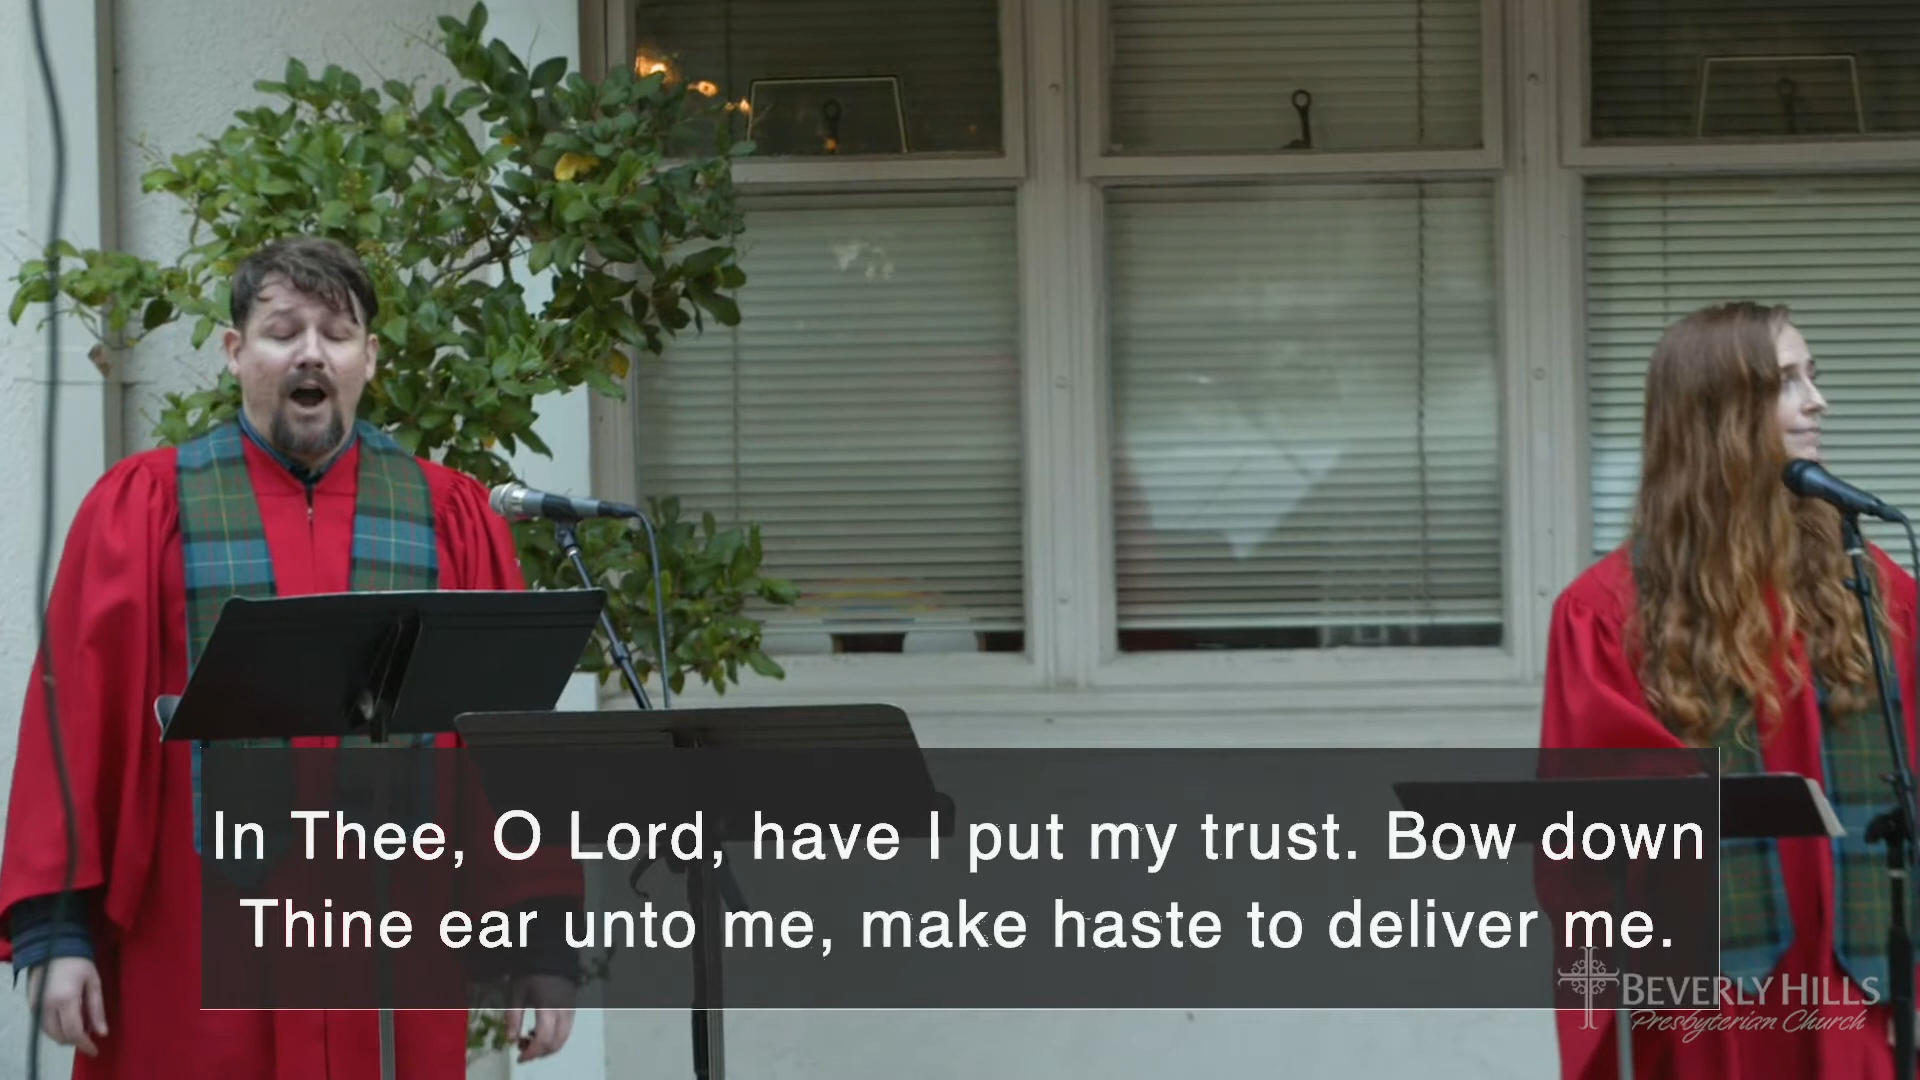 In Thee, O Lord, have I put my trust. Bow down
Thine ear unto me, make haste to deliver me.
BEVERLY HILLS
Presbyterian Church